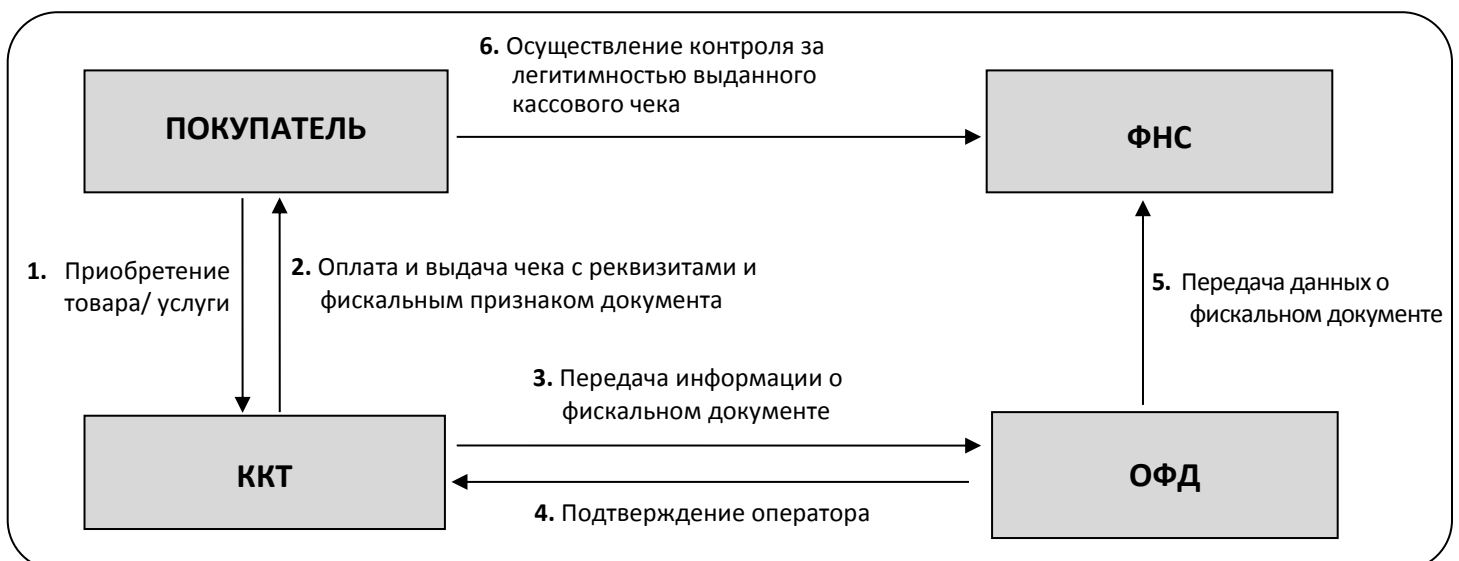 6. Осуществление контроля за
легитимностью выданного
кассового чека
ПОКУПАТЕЛЬ
ФНС
1. Приобретение
товара/ услуги
2. Оплата и выдача чека с реквизитами и
фискальным признаком документа
5. Передача данных о
фискальном документе
3. Передача информации о
фискальном документе
ККТ
ОФД
4. Подтверждение оператора